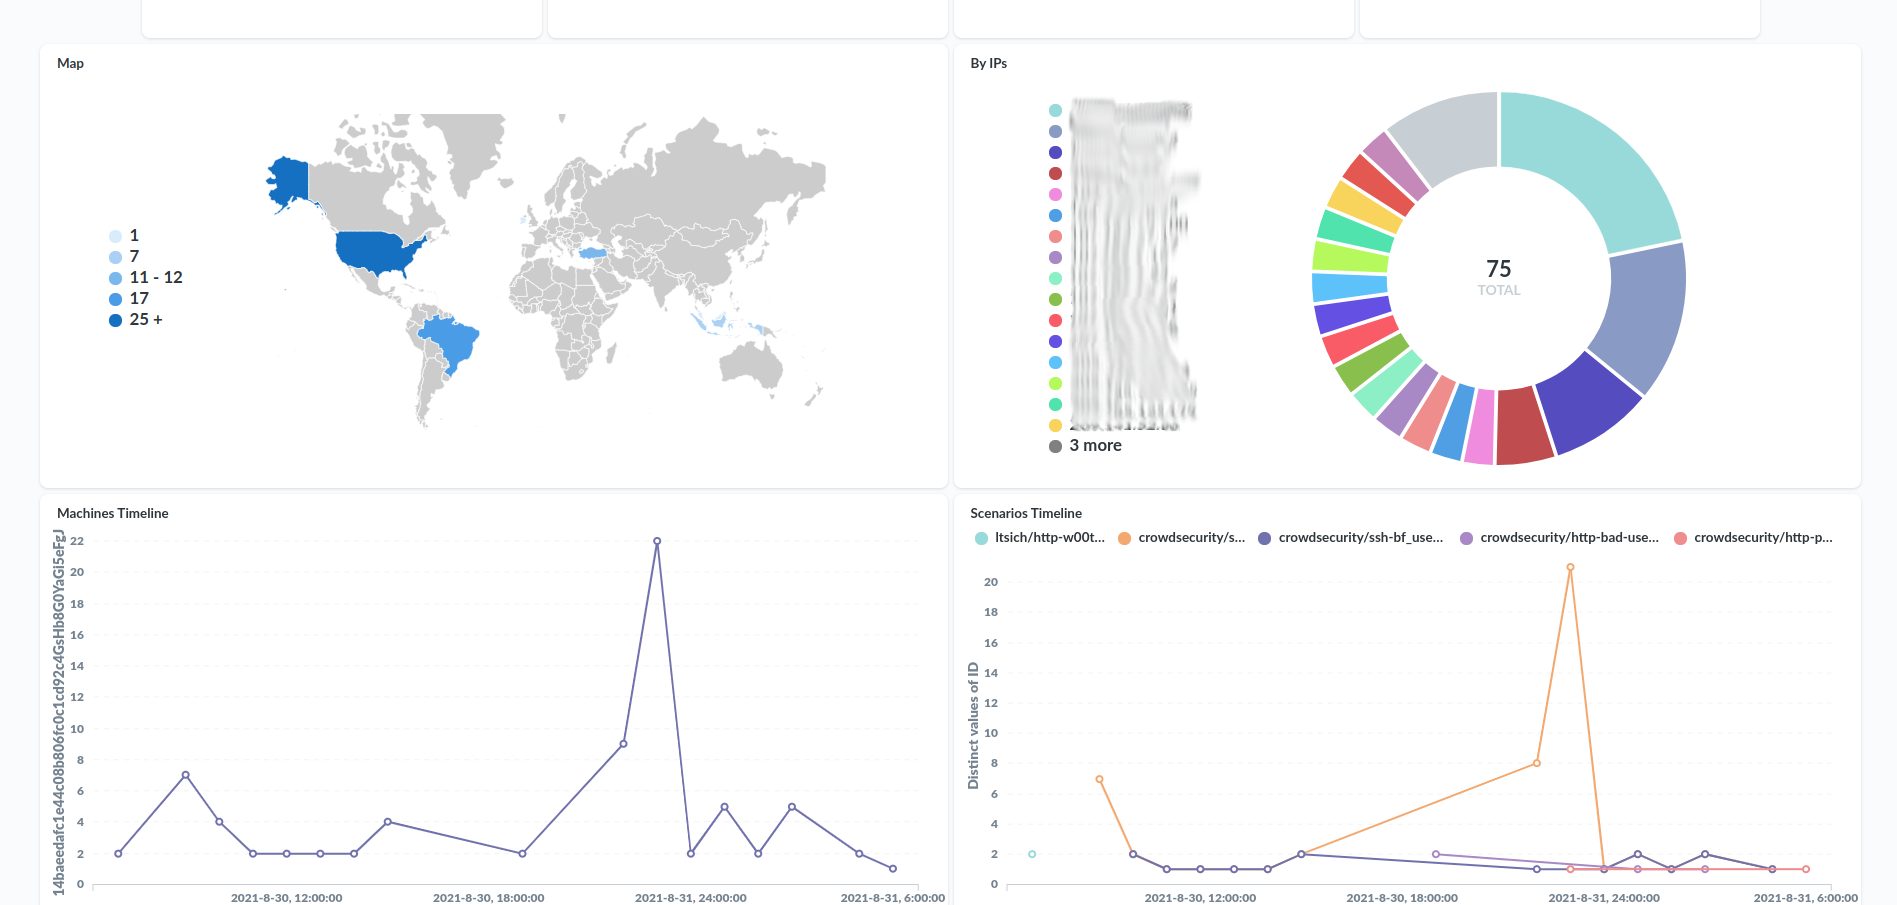 Map
1
7
11 - 12
17
25 +
By IPs
3 more
75
TOTAL
Machines Timeline
14baeedafc1e44c08b806fc0c1cd92c4GsHb8G0YaGl5eFgJ
22
20
18
16
14
12
10
8
6
4
2
0
2021-8-30, 12:00:00
2021-8-30, 18:00:00
2021-8-31, 24:00:00
2021-8-31, 6:00:00
Scenarios Timeline
ltsich/http-w00t...
crowdsecurity/s...
crowdsecurity/ssh-bf_use...
crowdsecurity/http-bad-use...
crowdsecurity/http-p...
Distinct values of ID
20
18
16
14
12
10
8
6
4
2
0
2021-8-30, 12:00:00
2021-8-30, 18:00:00
2021-8-31, 24:00:00
2021-8-31, 6:00:00